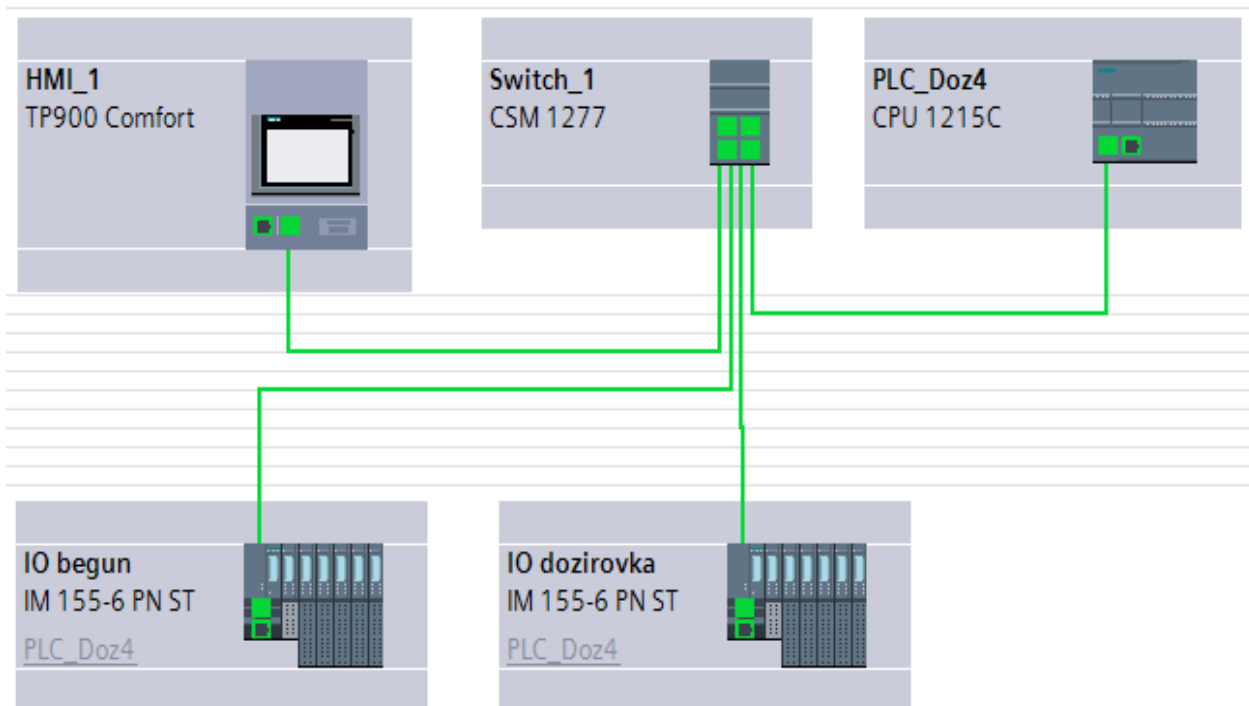 HMI_1
TP900 Comfort
Switch_1
CSM 1277
PLC_Doz4
CPU 1215C
IO begun
IM 155-6 PN ST
PLC_Doz4
IO dozirovka
IM 155-6 PN ST
PLC_Doz4